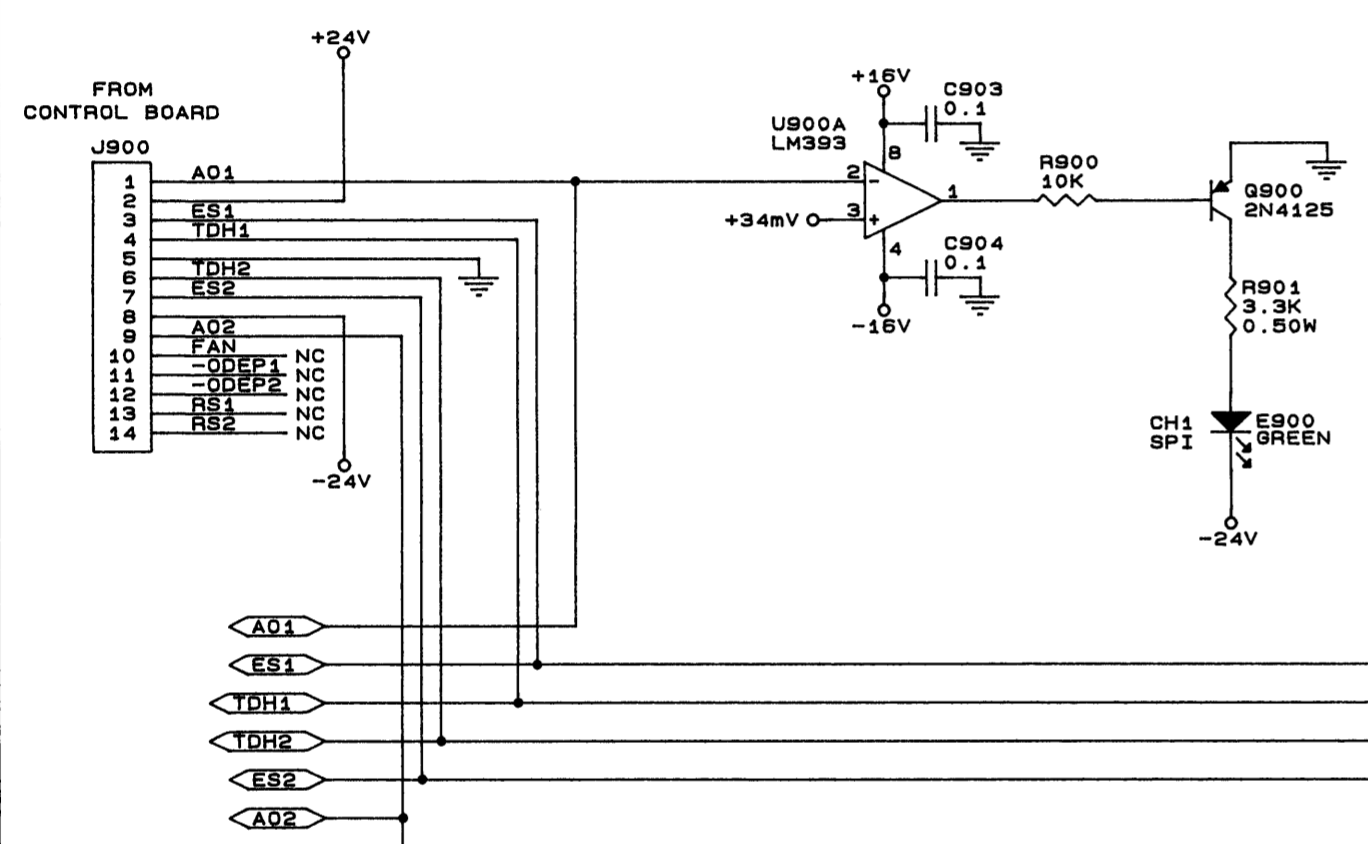 +24V
FROM
CONTROL BOARD
J900
1 AO1
2
3 ES1
4 TDH1
5
6 TDH2
7 ES2
8
9 AO2
10 FAN NC
11 -ODEP1 NC
12 -ODEP2 NC
13 RS1 NC
14 RS2 NC
-24V
+16V
C903
0.1
U900A
LM393
8
2
-
3
+
1
+34mV
4
C904
0.1
-16V
R900
10K
Q900
2N4125
R901
3.3K
0.50W
CH1
SPI
E900
GREEN
-24V
AO1
ES1
TDH1
TDH2
ES2
AO2